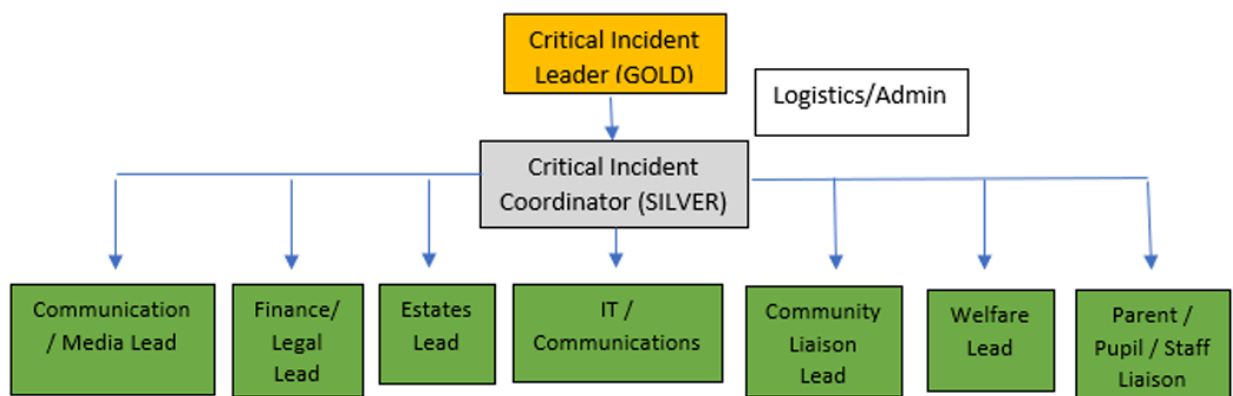 Critical Incident
Leader (GOLD)
Logistics/Admin
Critical Incident
Coordinator (SILVER)
Communication
/ Media Lead
Finance/
Legal
Lead
Estates
Lead
IT /
Communications
Community
Liaison
Lead
Welfare
Lead
Parent /
Pupil / Staff
Liaison